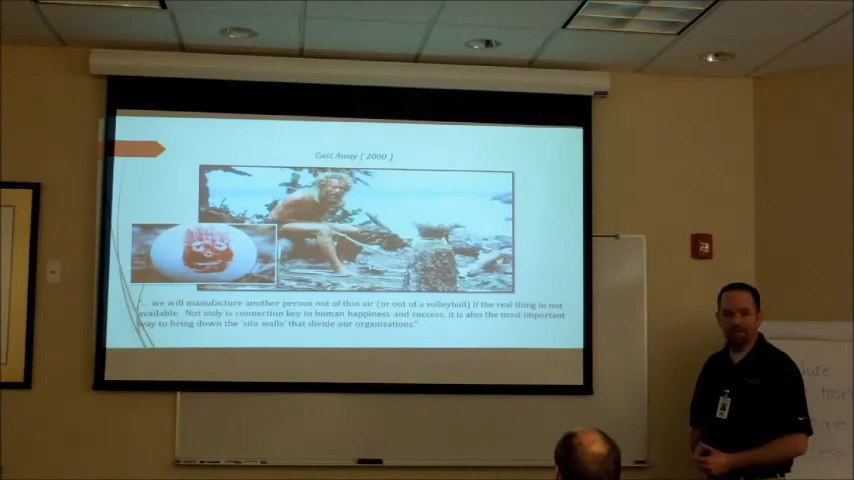 Cast Away ( 2000 )
"... we will manufacture another person out of thin air (or out of a volleyball) if the real thing in not
available. Not only is connection key to human happiness and success, it is also the most important
way to bring down the 'silo walls' that divide our organizations."